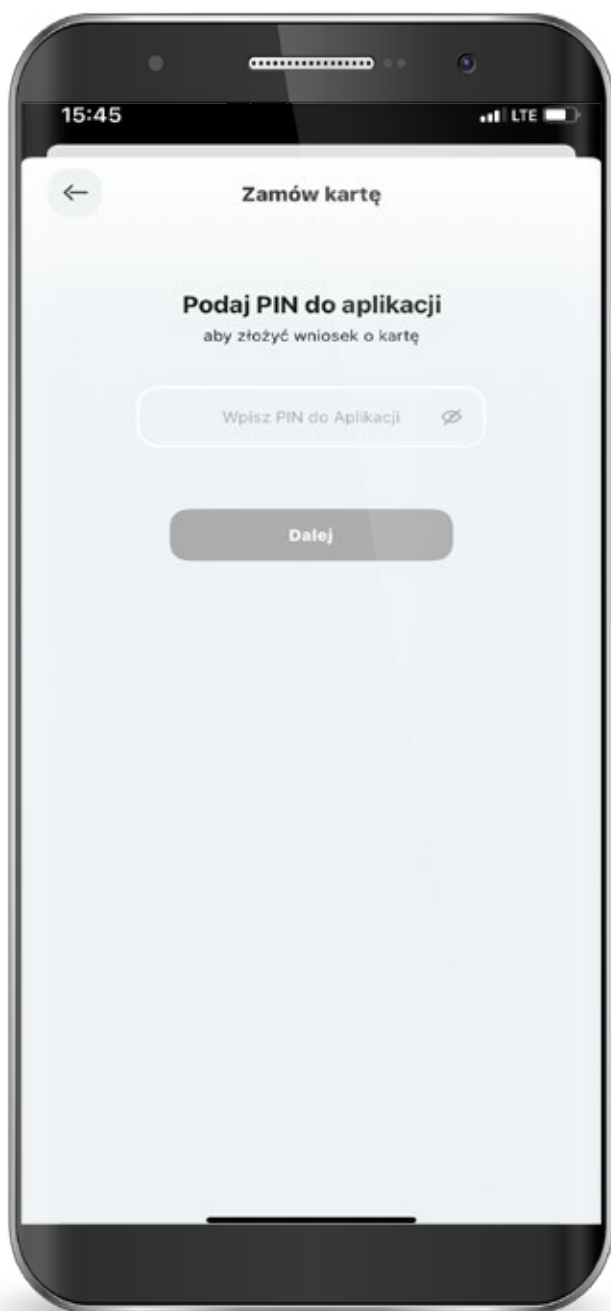 15:45
LTE
Zamów kartę
Podaj PIN do aplikacji
aby złożyć wniosek o kartę
Wpisz PIN do Aplikacji
Dalej